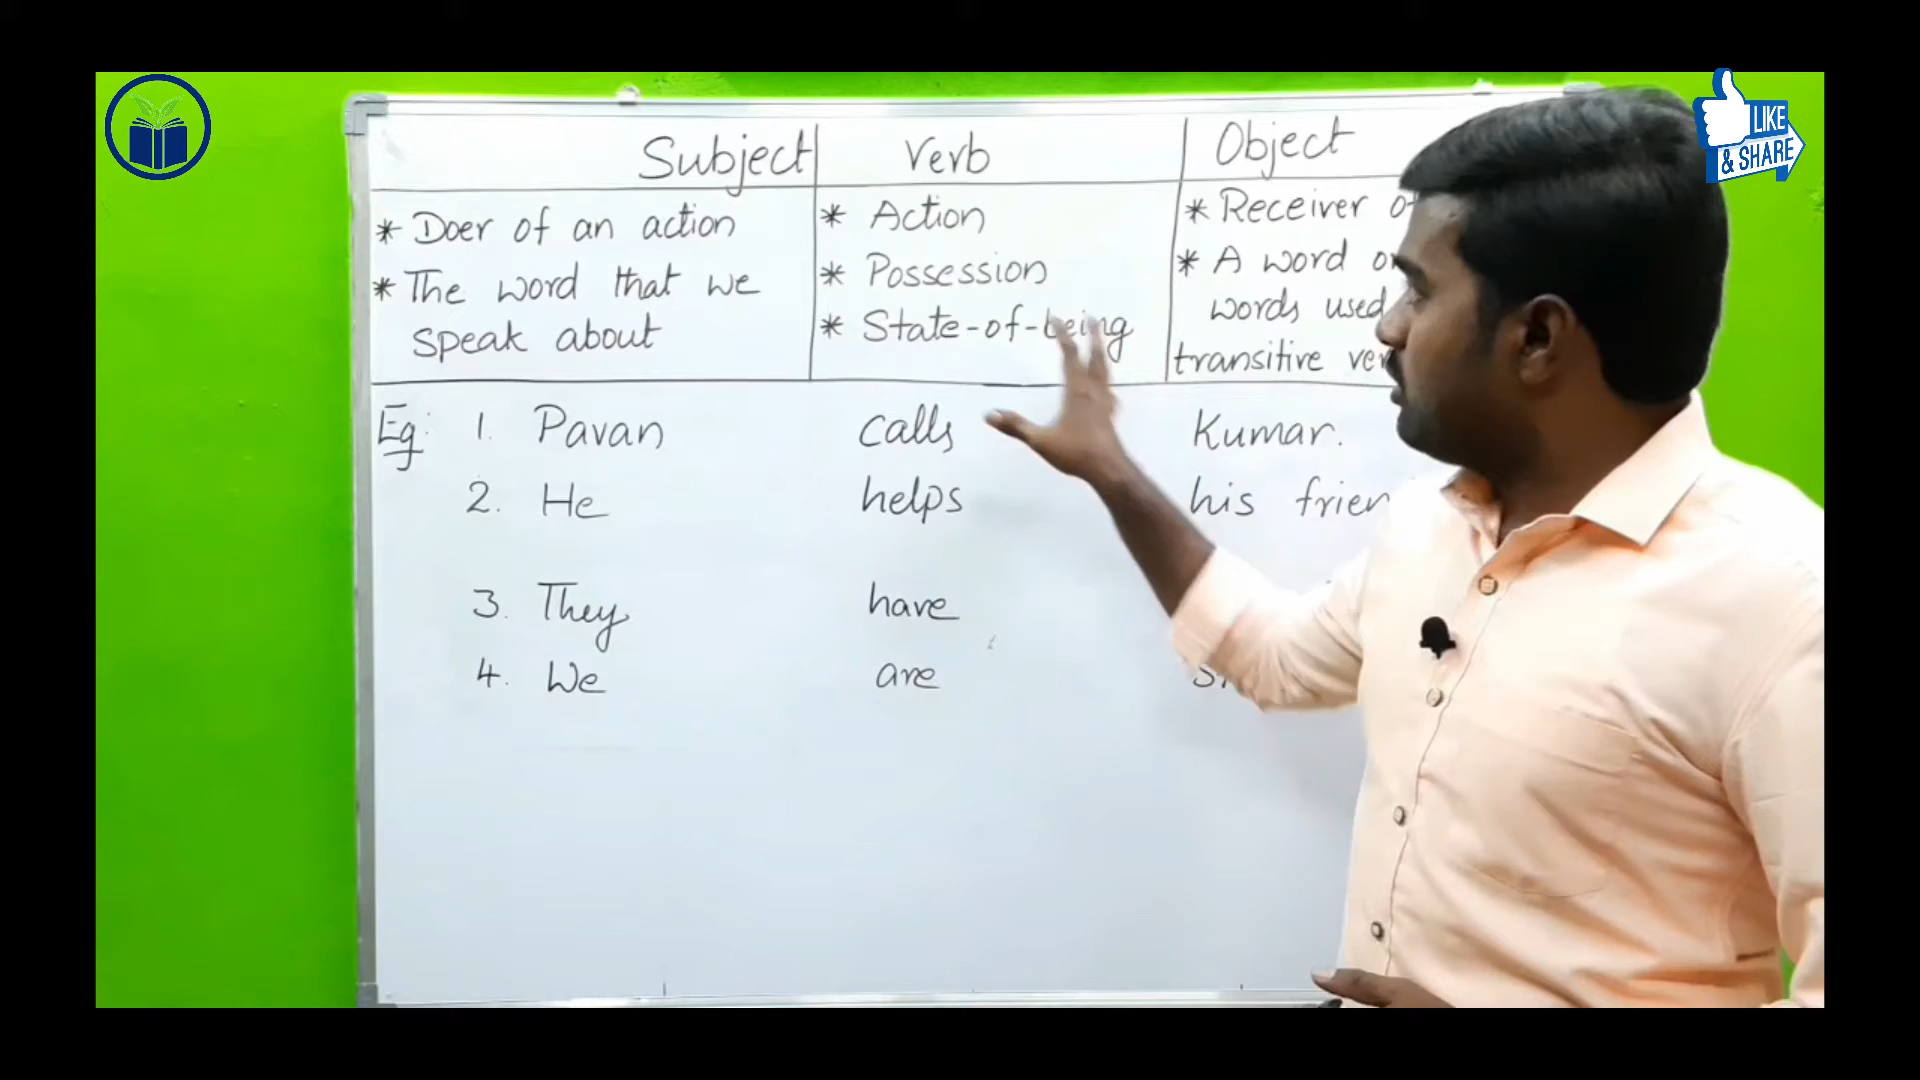 Subject Verb Object
* Doer of an action * Action * Receiver
* The word that we * Possession * A word
speak about * State-of-being words used
transitive
Eg: 1. Pavan calls Kumar.
2. He helps his
3. They have
4. We are
LIKE
& SHARE